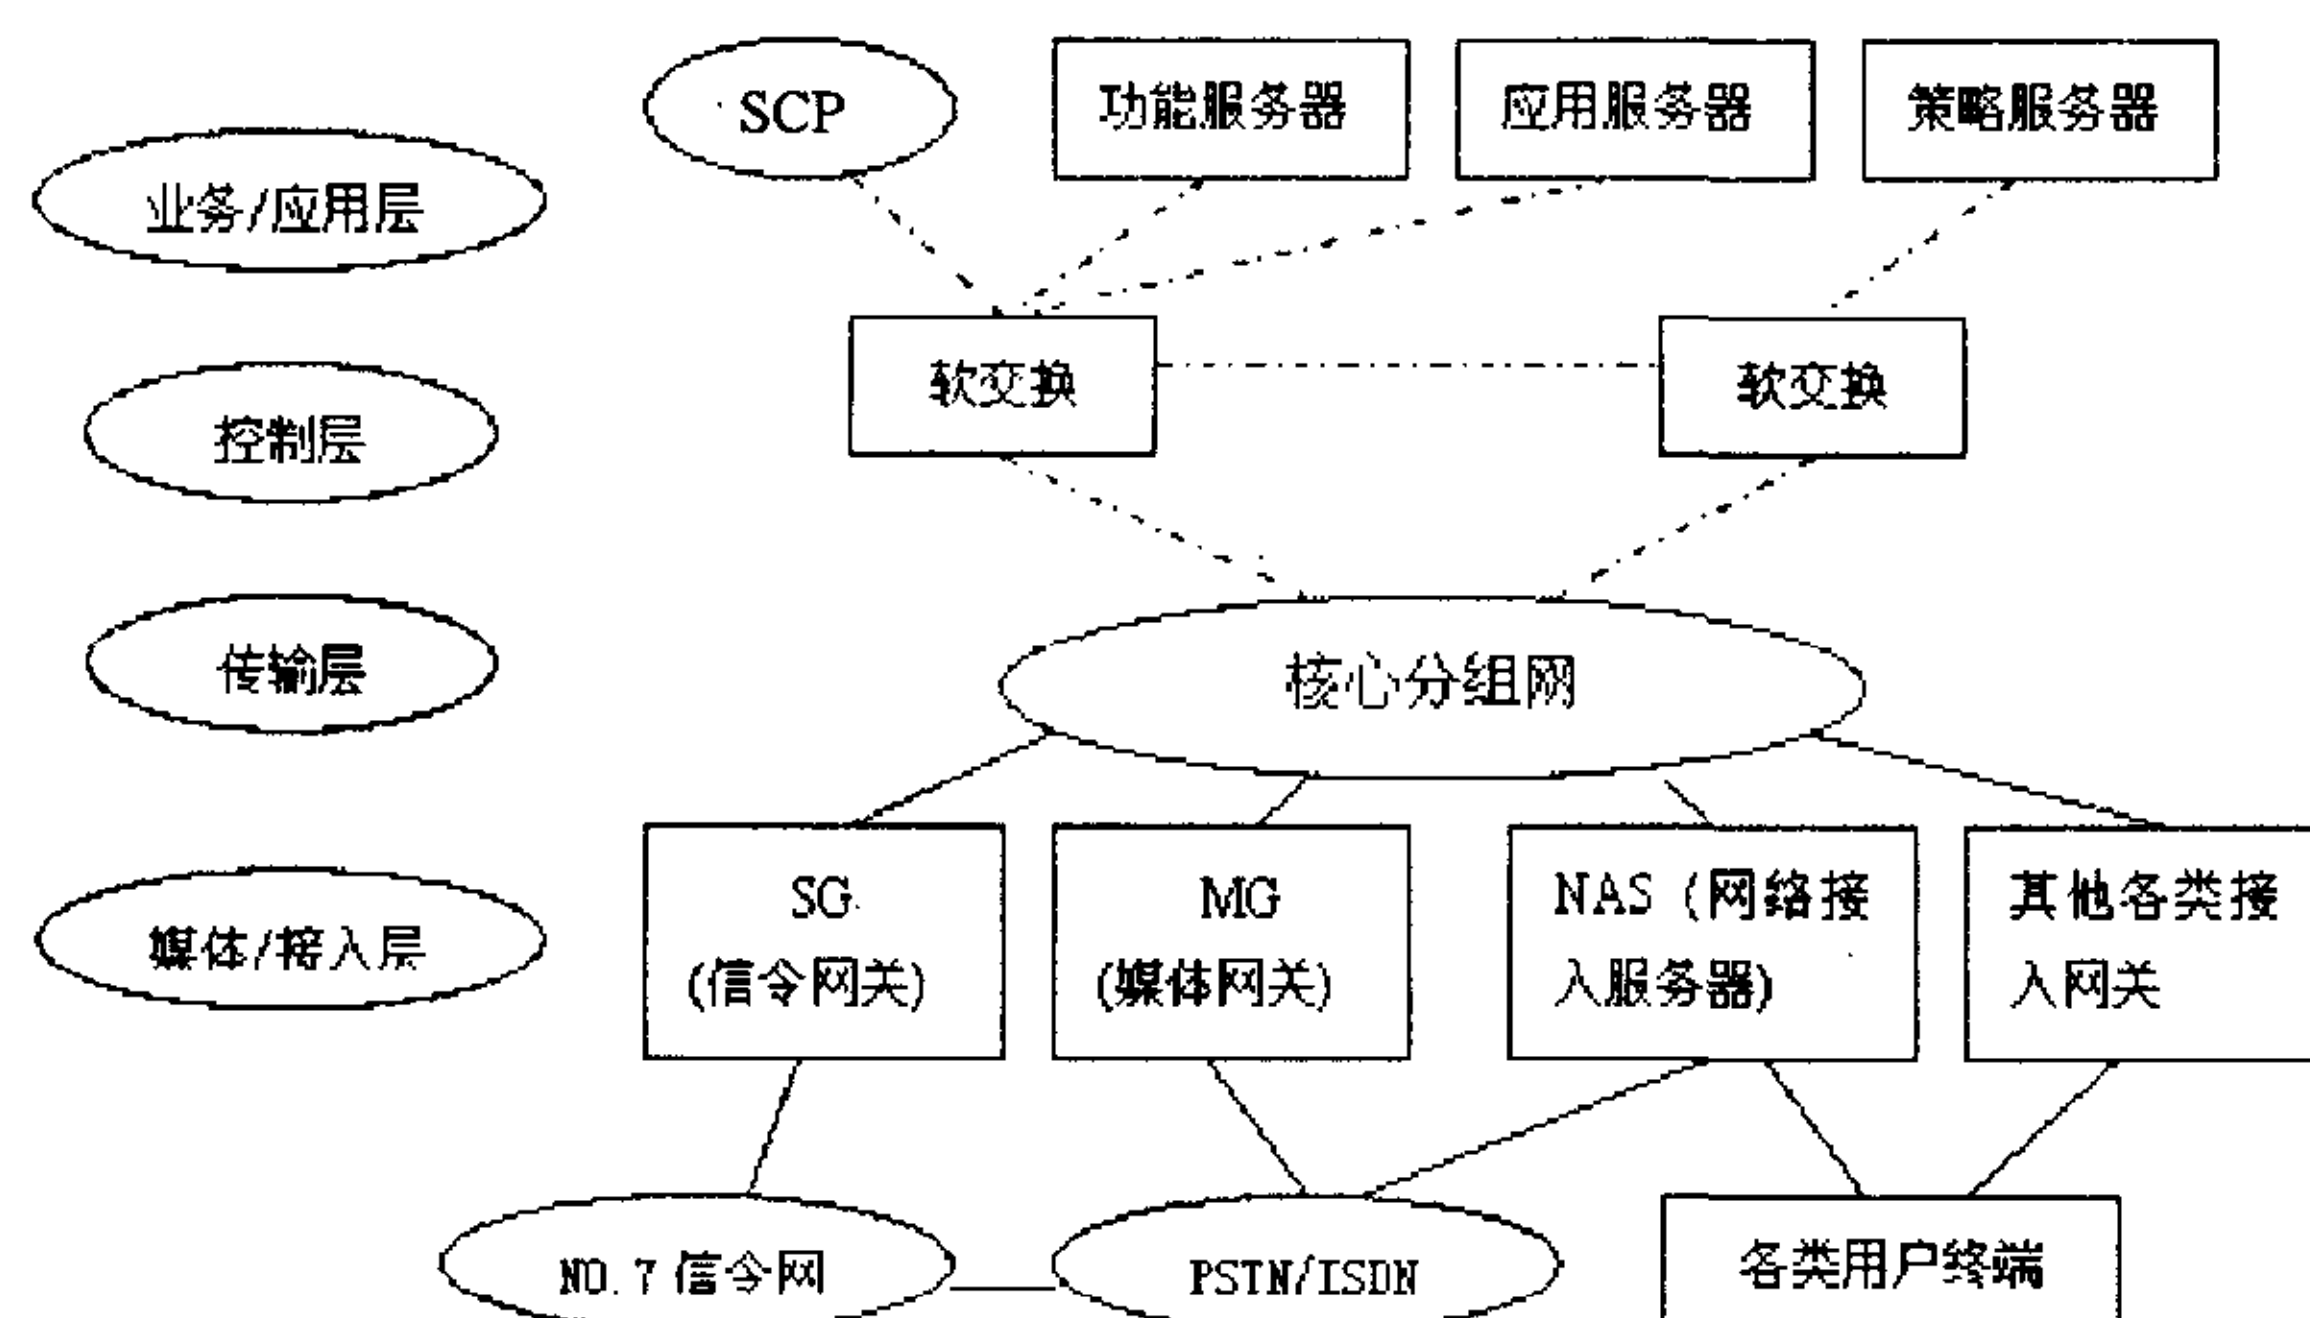 SCP
功能服务器
应用服务器
策略服务器
业务/应用层
软交换
软交换
控制层
传输层
核心分组网
媒体/接入层
SG
(信令网关)
MG
(媒体网关)
NAS (网络接
入服务器)
其他各类接
入网关
NO.7 信令网
PSTN/ISDN
各类用户终端